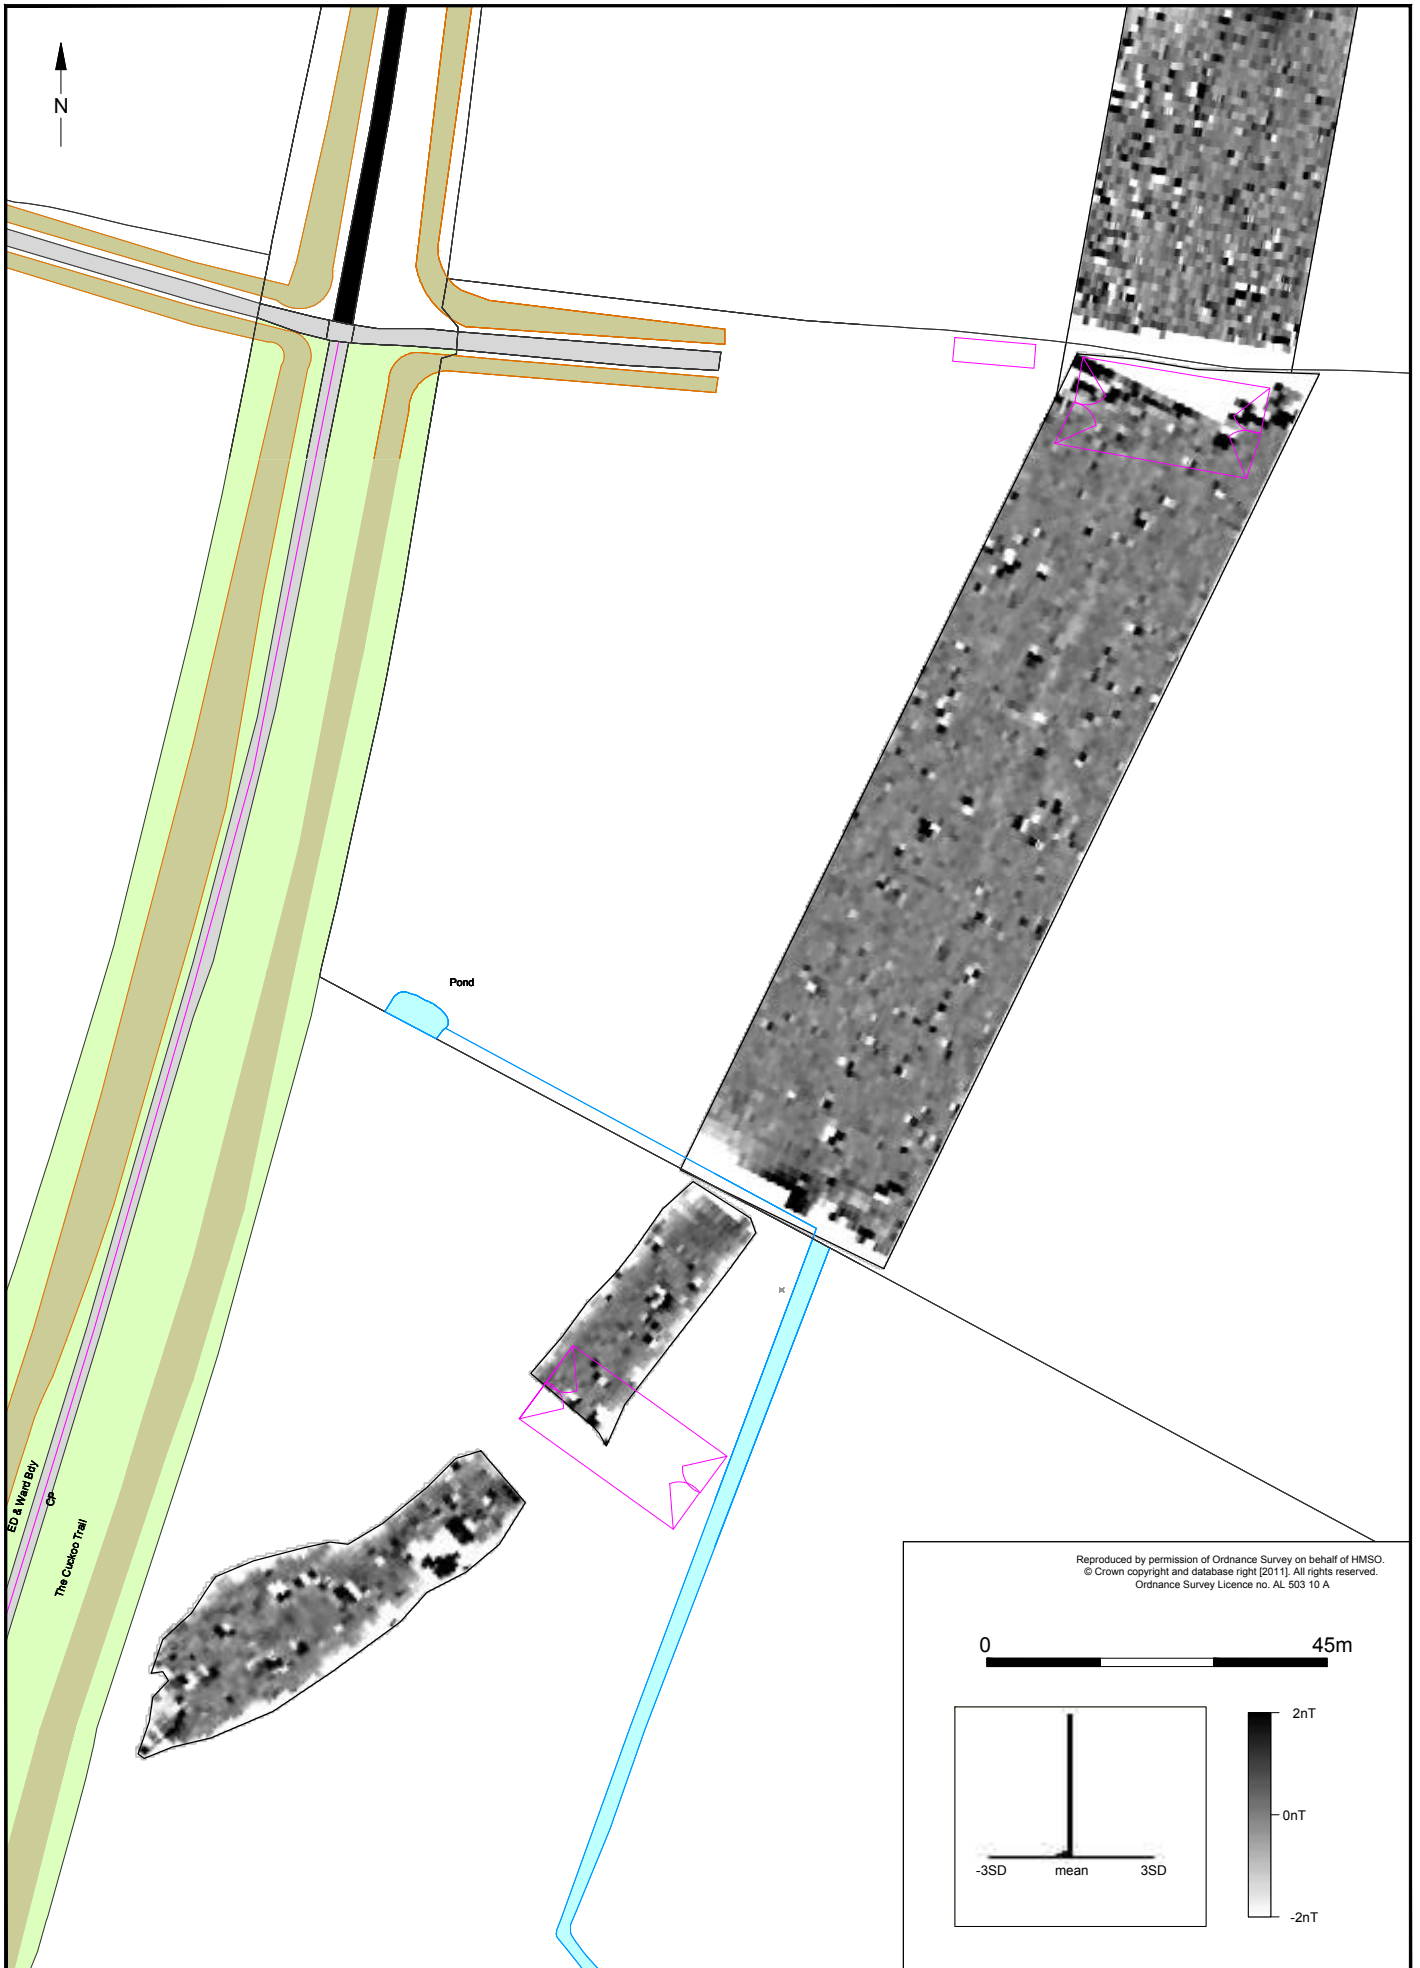 N
Pond
ED & Ward Bdy
CP
The Cuckoo Trail
Reproduced by permission of Ordnance Survey on behalf of HMSO.
© Crown copyright and database right [2011]. All rights reserved.
Ordnance Survey Licence no. AL 503 10 A
0 45m
2nT
0nT
-2nT
-3SD mean 3SD